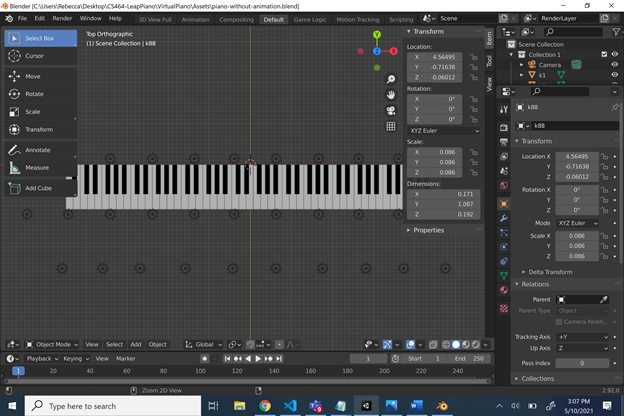 Blender [C:\Users\Rebecca\Documents\CS464-LeapPiano\VirtualPiano\Assets\piano-without-animation.blend]
File Edit Render Window Help 3D View Full Animation Compositing Default Game Logic Motion Tracking Scripting Scene RenderLayer
Select Box
Cursor
Move
Rotate
Scale
Transform
Annotate
Measure
Add Cube
Top Orthographic
(1) Scene Collection | k88
Y
Z
X
Transform
Location:
X 4.56495
Y -0.71638
Z -0.06012
Rotation:
X 0°
Y 0°
Z 0°
XYZ Euler
Scale:
X 0.086
Y 0.086
Z 0.086
Dimensions:
X 0.171
Y 1.087
Z 0.192
Properties
Item
Tool
View
Scene Collection
Collection 1
Camera
k1
k88
k88
Transform
Location X 4.56495
Y -0.71638
Z -0.06012
Rotation X 0°
Y 0°
Z 0°
Mode XYZ Euler
Scale X 0.086
Y 0.086
Z 0.086
Delta Transform
Relations
Parent
Parent Type Object
Camera Paren...
Tracking Axis +Y
Up Axis Z
Pass Index 0
Collections
Object Mode View Select Add Object Global
Playback Keying View Marker 1 Start 1 End 250
1 20 40 60 80 100 120 140 160 180 200 220 240
Zoom 2D View
2.92.0
Type here to search
3:07 PM
5/10/2021